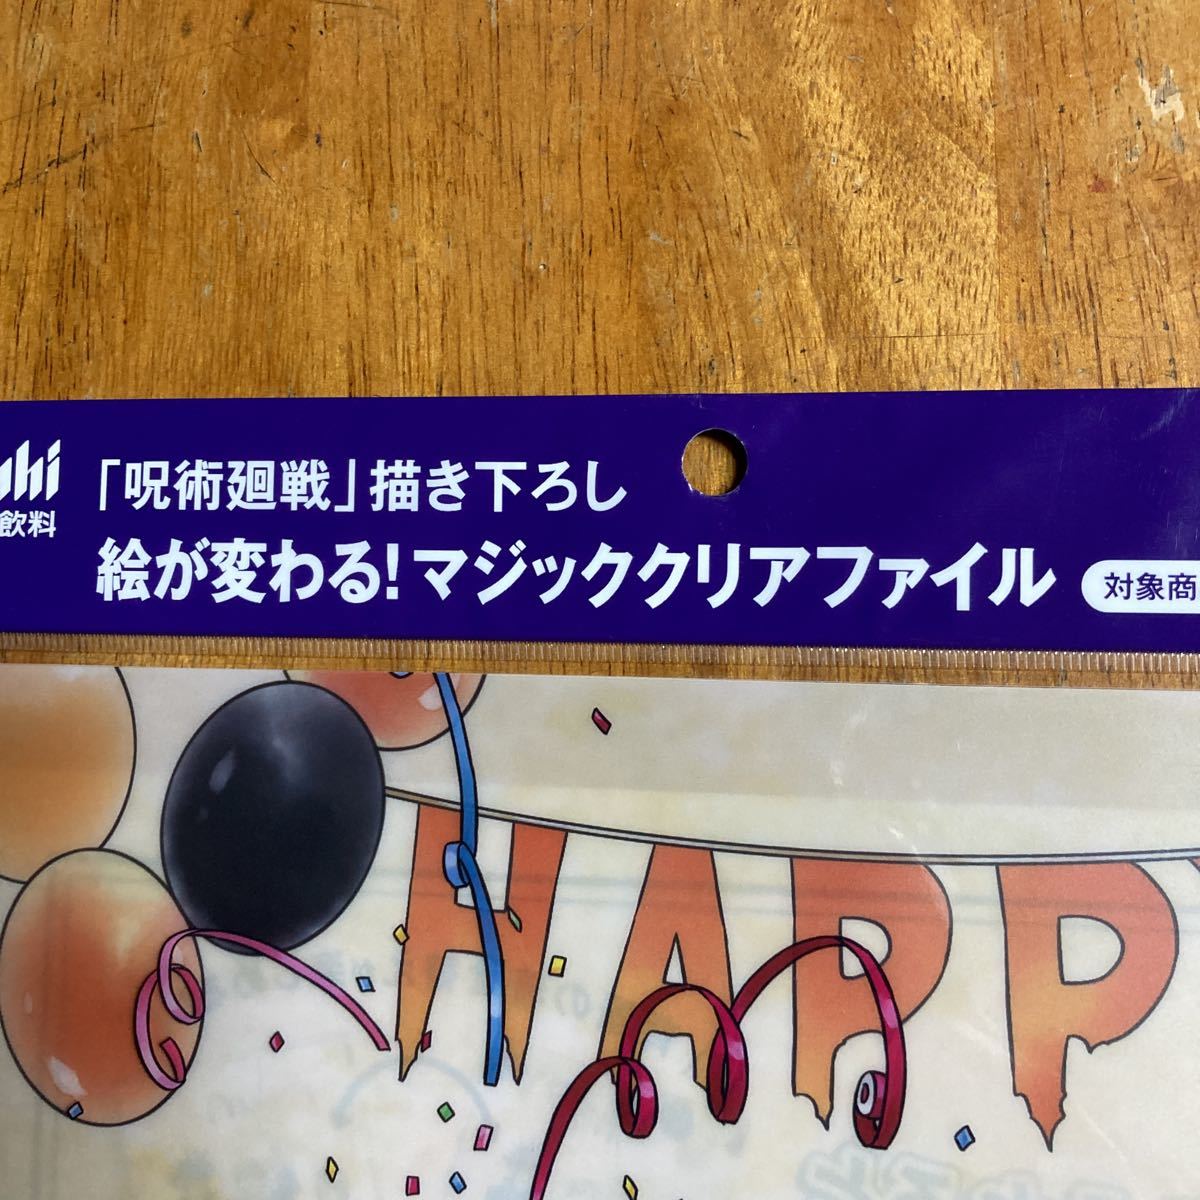 「呪術廻戦」描き下ろし
飲料
絵が変わる!マジッククリアファイル
対象商
HAPP